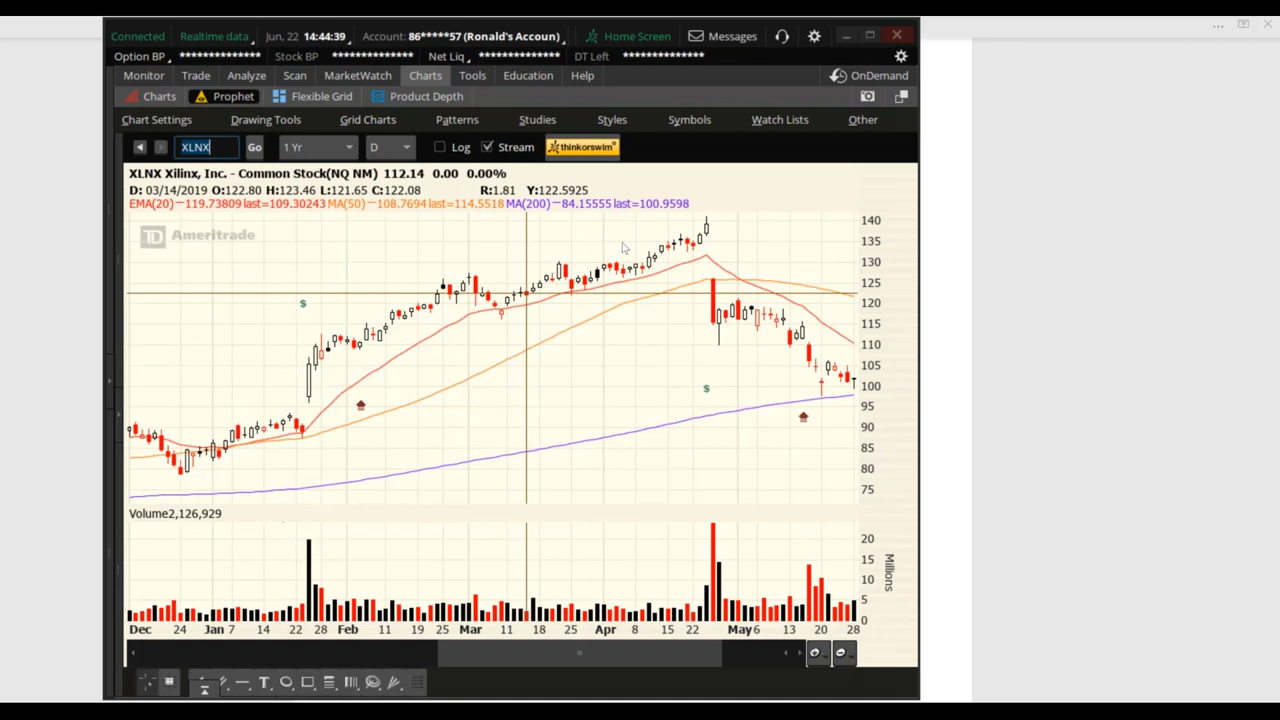 Connected Realtime data Jun, 22 14:44:39 Account: 86*****57 (Ronald's Accoun) Home Screen Messages
Option BP ************** Stock BP ************** Net Liq ************** DT Left **************
Monitor Trade Analyze Scan MarketWatch Charts Tools Education Help OnDemand
Charts Prophet Flexible Grid Product Depth
Chart Settings Drawing Tools Grid Charts Patterns Studies Styles Symbols Watch Lists Other
XLNX Go 1 Yr D Log Stream thinkorswim
XLNX Xilinx, Inc. - Common Stock(NQ NM) 112.14 0.00 0.00%
D: 03/14/2019 O:122.80 H:123.46 L:121.65 C:122.08 R:1.81 Y:122.5925
EMA(20)—119.73809 last=109.30243 MA(50)—108.7694 last=114.5518 MA(200)—84.15555 last=100.9598
TD Ameritrade
140
135
130
125
120
115
110
105
100
95
90
85
80
75
$
$
Volume2,126,929
20
15
10
5
0
Millions
Dec 24 Jan 7 14 22 28 Feb 11 19 25 Mar 11 18 25 Apr 8 15 22 May 6 13 20 28
T